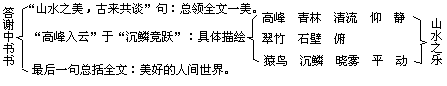 答谢中书书
“山水之美，古来共谈”句：总领全文一美。
“高峰入云”于“沉鳞竞跃”：具体描绘
高峰 青林 清流 仰 静
翠竹 石壁 俯
猿鸟 沉鳞 晓雾 平 动
最后一句总括全文：美好的人间世界。
山水之乐